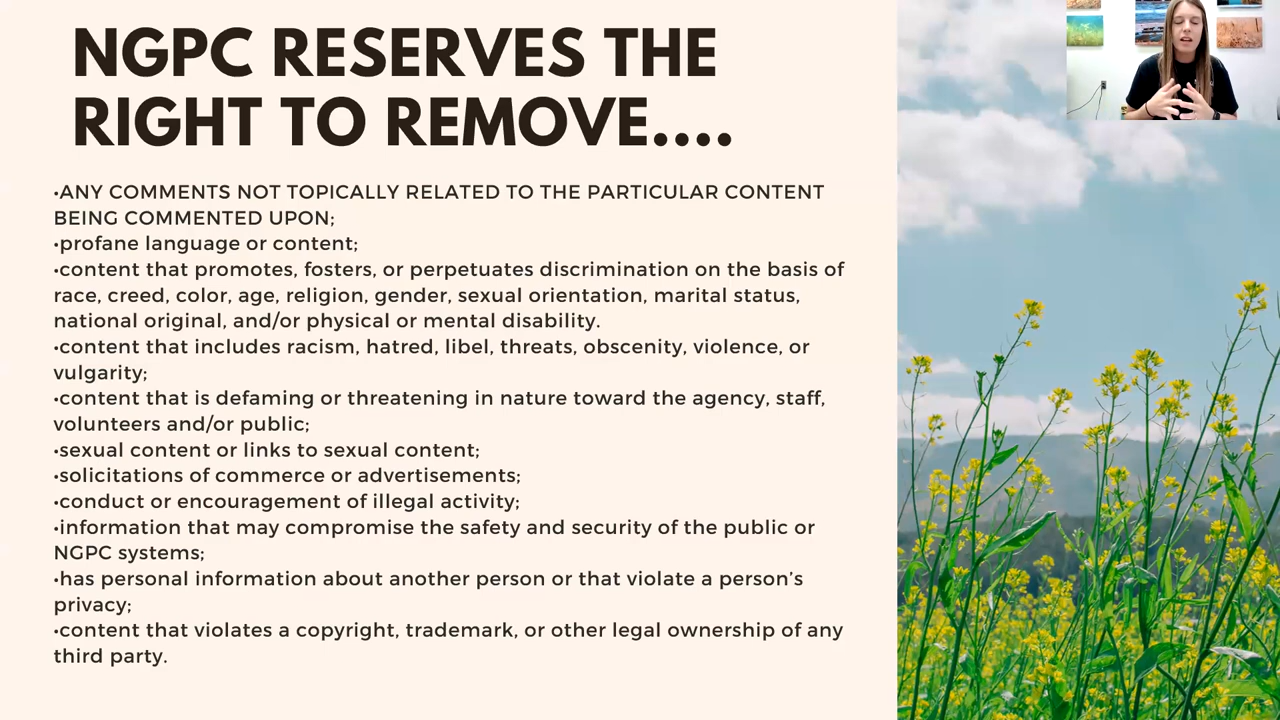 NGPC RESERVES THE
RIGHT TO REMOVE....
•ANY COMMENTS NOT TOPICALLY RELATED TO THE PARTICULAR CONTENT
BEING COMMENTED UPON;
•profane language or content;
•content that promotes, fosters, or perpetuates discrimination on the basis of
race, creed, color, age, religion, gender, sexual orientation, marital status,
national original, and/or physical or mental disability.
•content that includes racism, hatred, libel, threats, obscenity, violence, or
vulgarity;
•content that is defaming or threatening in nature toward the agency, staff,
volunteers and/or public;
•sexual content or links to sexual content;
•solicitations of commerce or advertisements;
•conduct or encouragement of illegal activity;
•information that may compromise the safety and security of the public or
NGPC systems;
•has personal information about another person or that violate a person's
privacy;
•content that violates a copyright, trademark, or other legal ownership of any
third party.